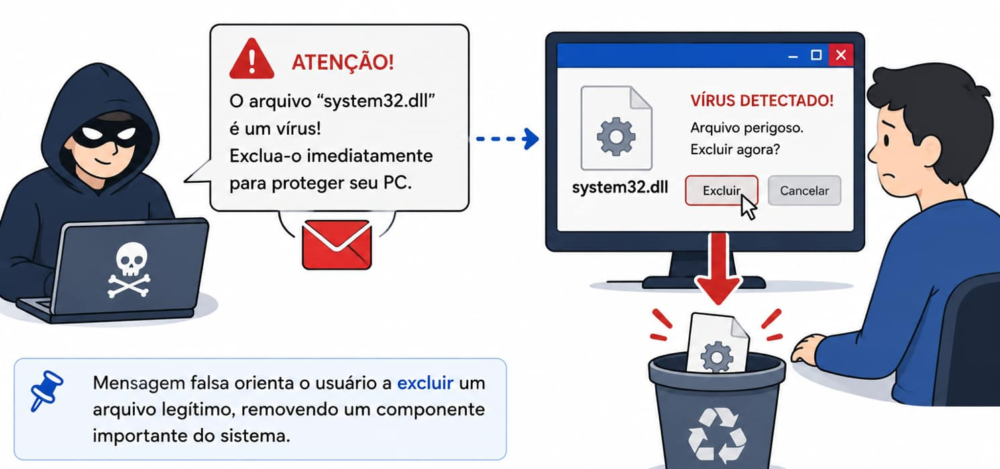 ATENÇÃO!
O arquivo “system32.dll”
é um vírus!
Exclua-o imediatamente
para proteger seu PC.
VÍRUS DETECTADO!
Arquivo perigoso.
Excluir agora?
system32.dll
Excluir
Cancelar
Mensagem falsa orienta o usuário a excluir um
arquivo legítimo, removendo um componente
importante do sistema.